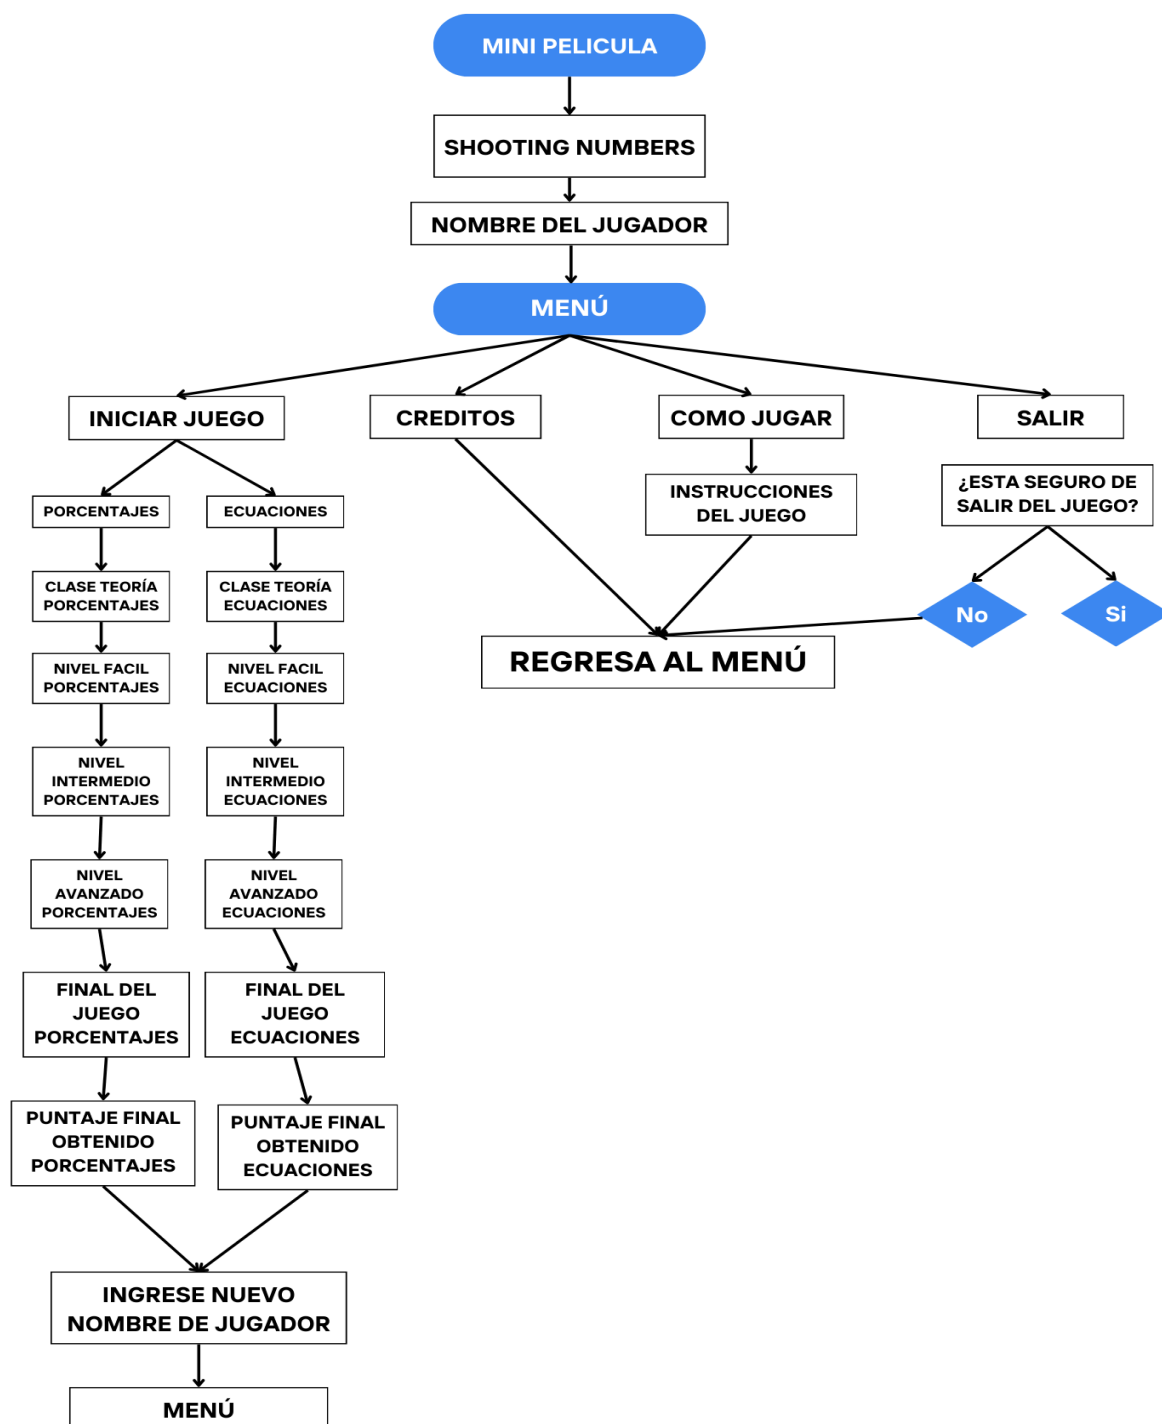 MINI PELICULA
SHOOTING NUMBERS
NOMBRE DEL JUGADOR
MENÚ
INICIAR JUEGO
CREDITOS
COMO JUGAR
SALIR
INSTRUCCIONES
DEL JUEGO
¿ESTA SEGURO DE
SALIR DEL JUEGO?
No
Si
REGRESA AL MENÚ
PORCENTAJES
CLASE TEORÍA
PORCENTAJES
NIVEL FACIL
PORCENTAJES
NIVEL
INTERMEDIO
PORCENTAJES
NIVEL
AVANZADO
PORCENTAJES
FINAL DEL
JUEGO
PORCENTAJES
PUNTAJE FINAL
OBTENIDO
PORCENTAJES
ECUACIONES
CLASE TEORÍA
ECUACIONES
NIVEL FACIL
ECUACIONES
NIVEL
INTERMEDIO
ECUACIONES
NIVEL
AVANZADO
ECUACIONES
FINAL DEL
JUEGO
ECUACIONES
PUNTAJE FINAL
OBTENIDO
ECUACIONES
INGRESE NUEVO
NOMBRE DE JUGADOR
MENÚ